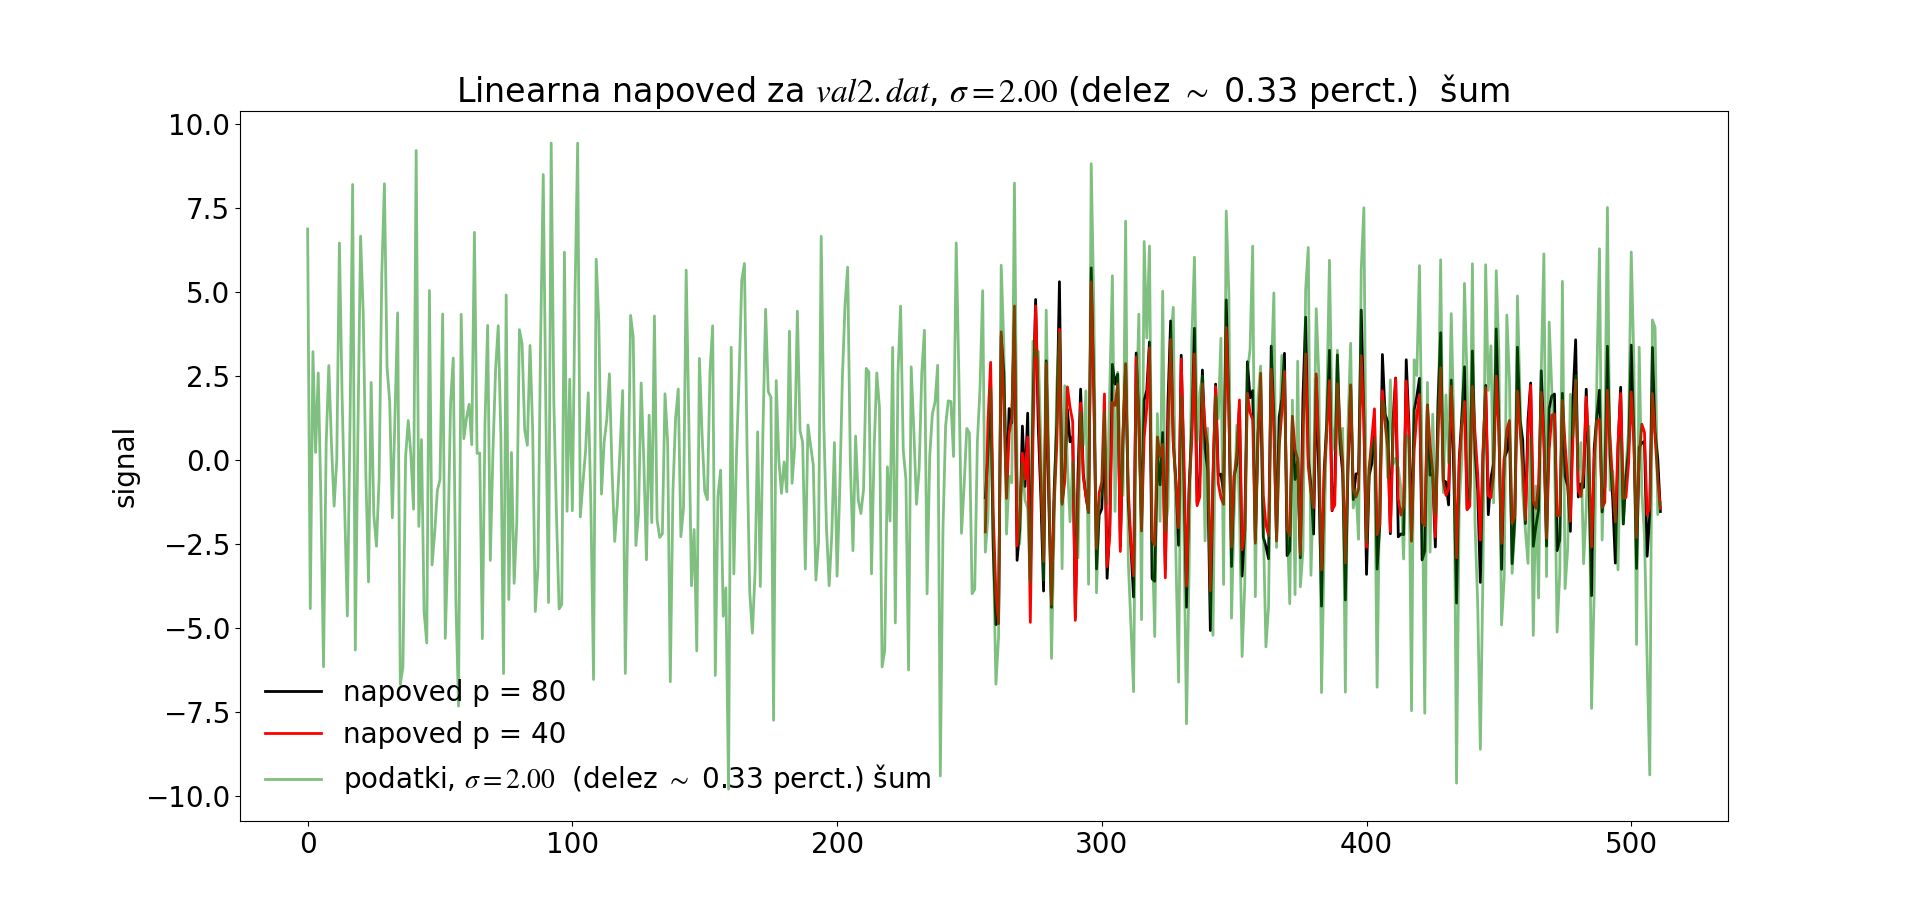 Linearna napoved za val2.dat, σ = 2.00 (delez ∼ 0.33 perct.)  šum
10.0
7.5
5.0
2.5
0.0
−2.5
−5.0
−7.5
−10.0
signal
napoved p = 80
napoved p = 40
podatki, σ = 2.00  (delez ∼ 0.33 perct.) šum
0 100 200 300 400 500